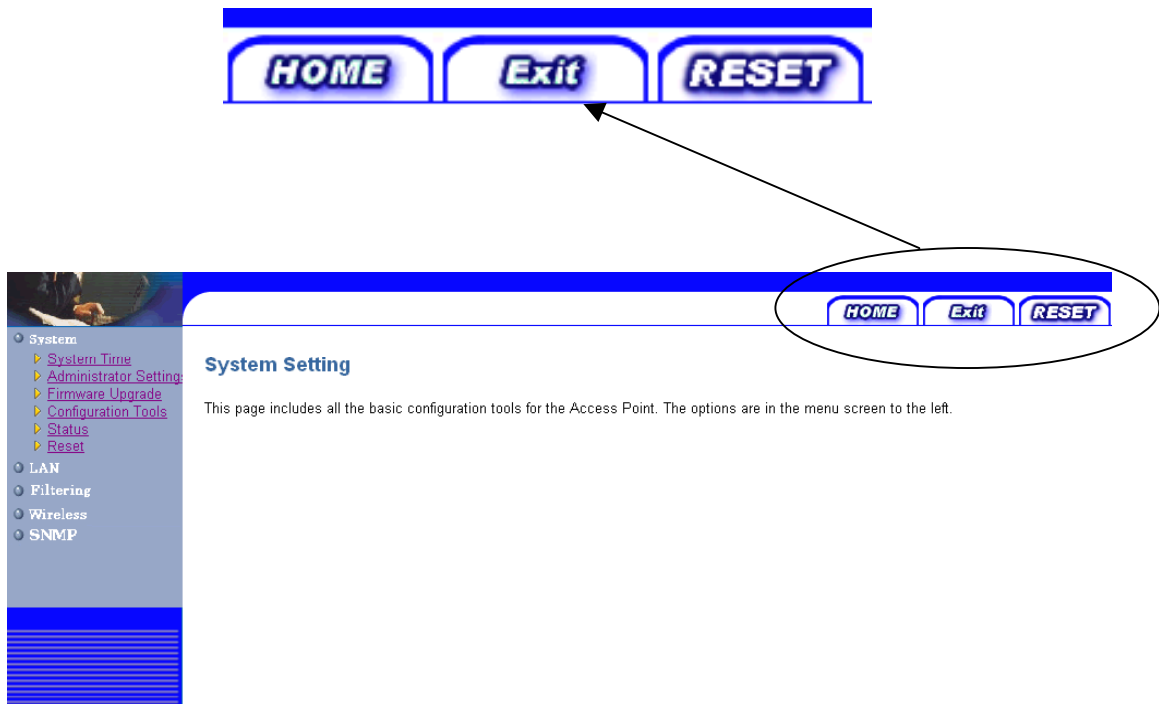 HOME Exit RESET
HOME Exit RESET
System
System Time
Administrator Settings
Firmware Upgrade
Configuration Tools
Status
Reset
LAN
Filtering
Wireless
SNMP
System Setting
This page includes all the basic configuration tools for the Access Point. The options are in the menu screen to the left.